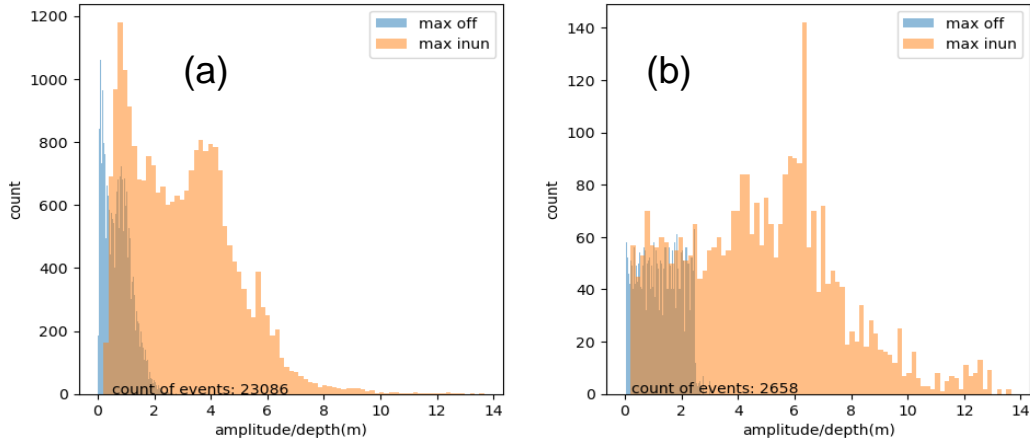 max off
max inun
(a)
1200
1000
800
600
400
200
0
count
count of events: 23086
0 2 4 6 8 10 12 14
amplitude/depth(m)
max off
max inun
(b)
140
120
100
80
60
40
20
0
count
count of events: 2658
0 2 4 6 8 10 12 14
amplitude/depth(m)